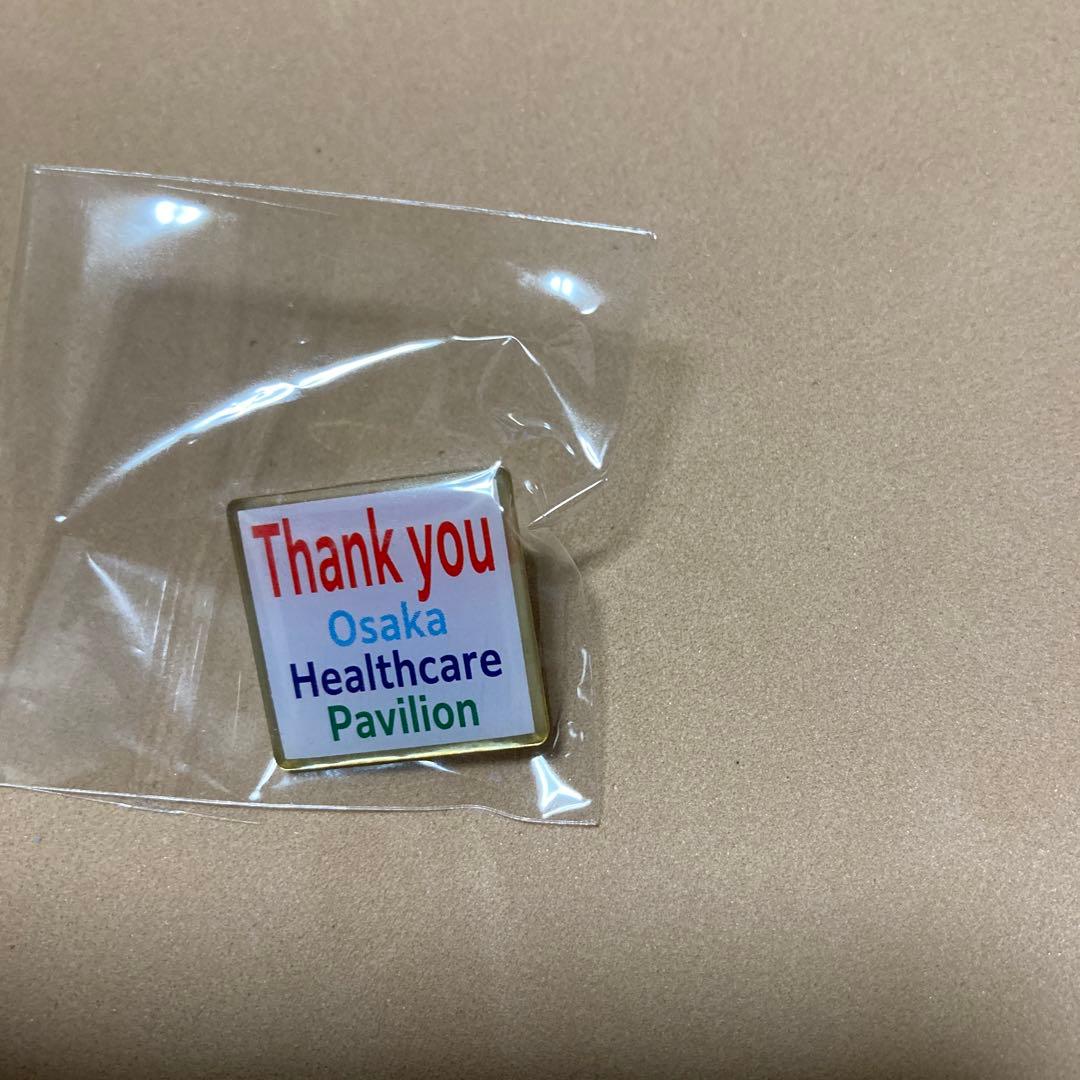 Thank you
Osaka
Healthcare
Pavilion